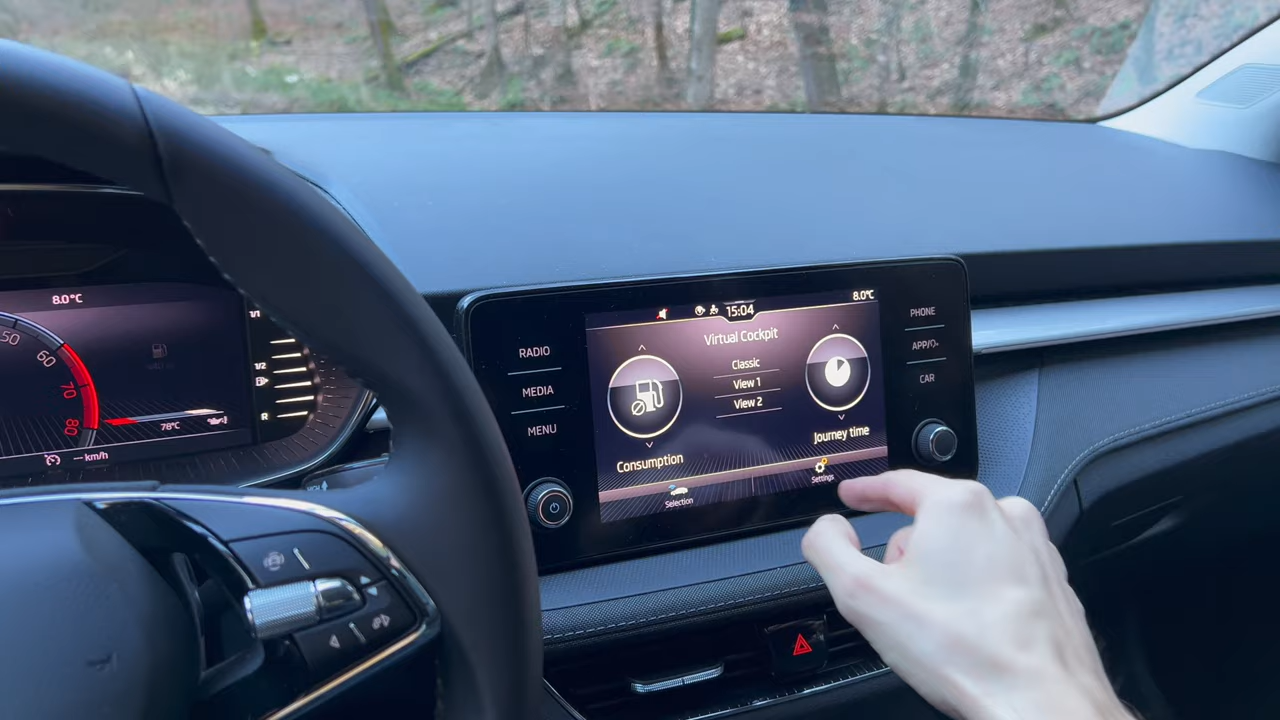 8.0°C
50
60
70
80
78°C
--- km/h
1/1
1/2
R
RADIO
MEDIA
MENU
15:04
8.0°C
Virtual Cockpit
Classic
View 1
View 2
Consumption
Journey time
Selection
Settings
PHONE
APP/
CAR